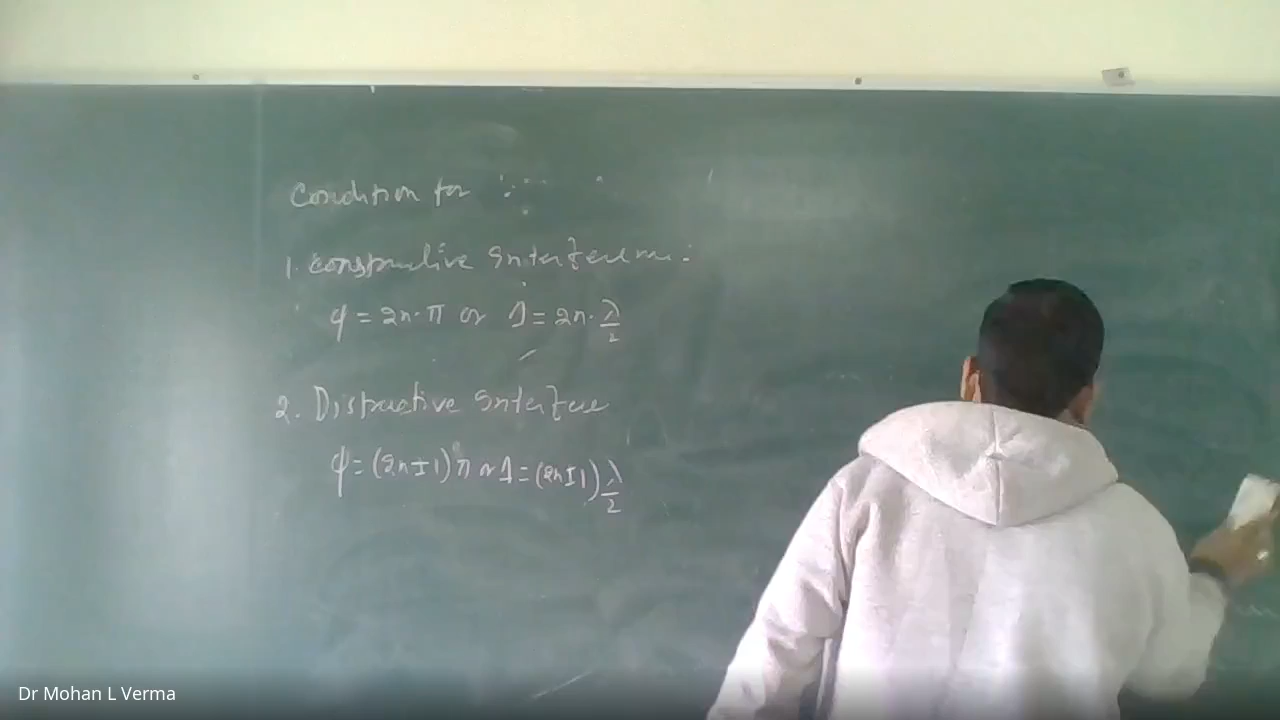 Condition for :
1. constructive Interference :
φ = 2n·π or Δ = 2n·λ/2
2. Distructive Interfere
φ = (2n±1)π or Δ = (2n±1)λ/2
Dr Mohan L Verma